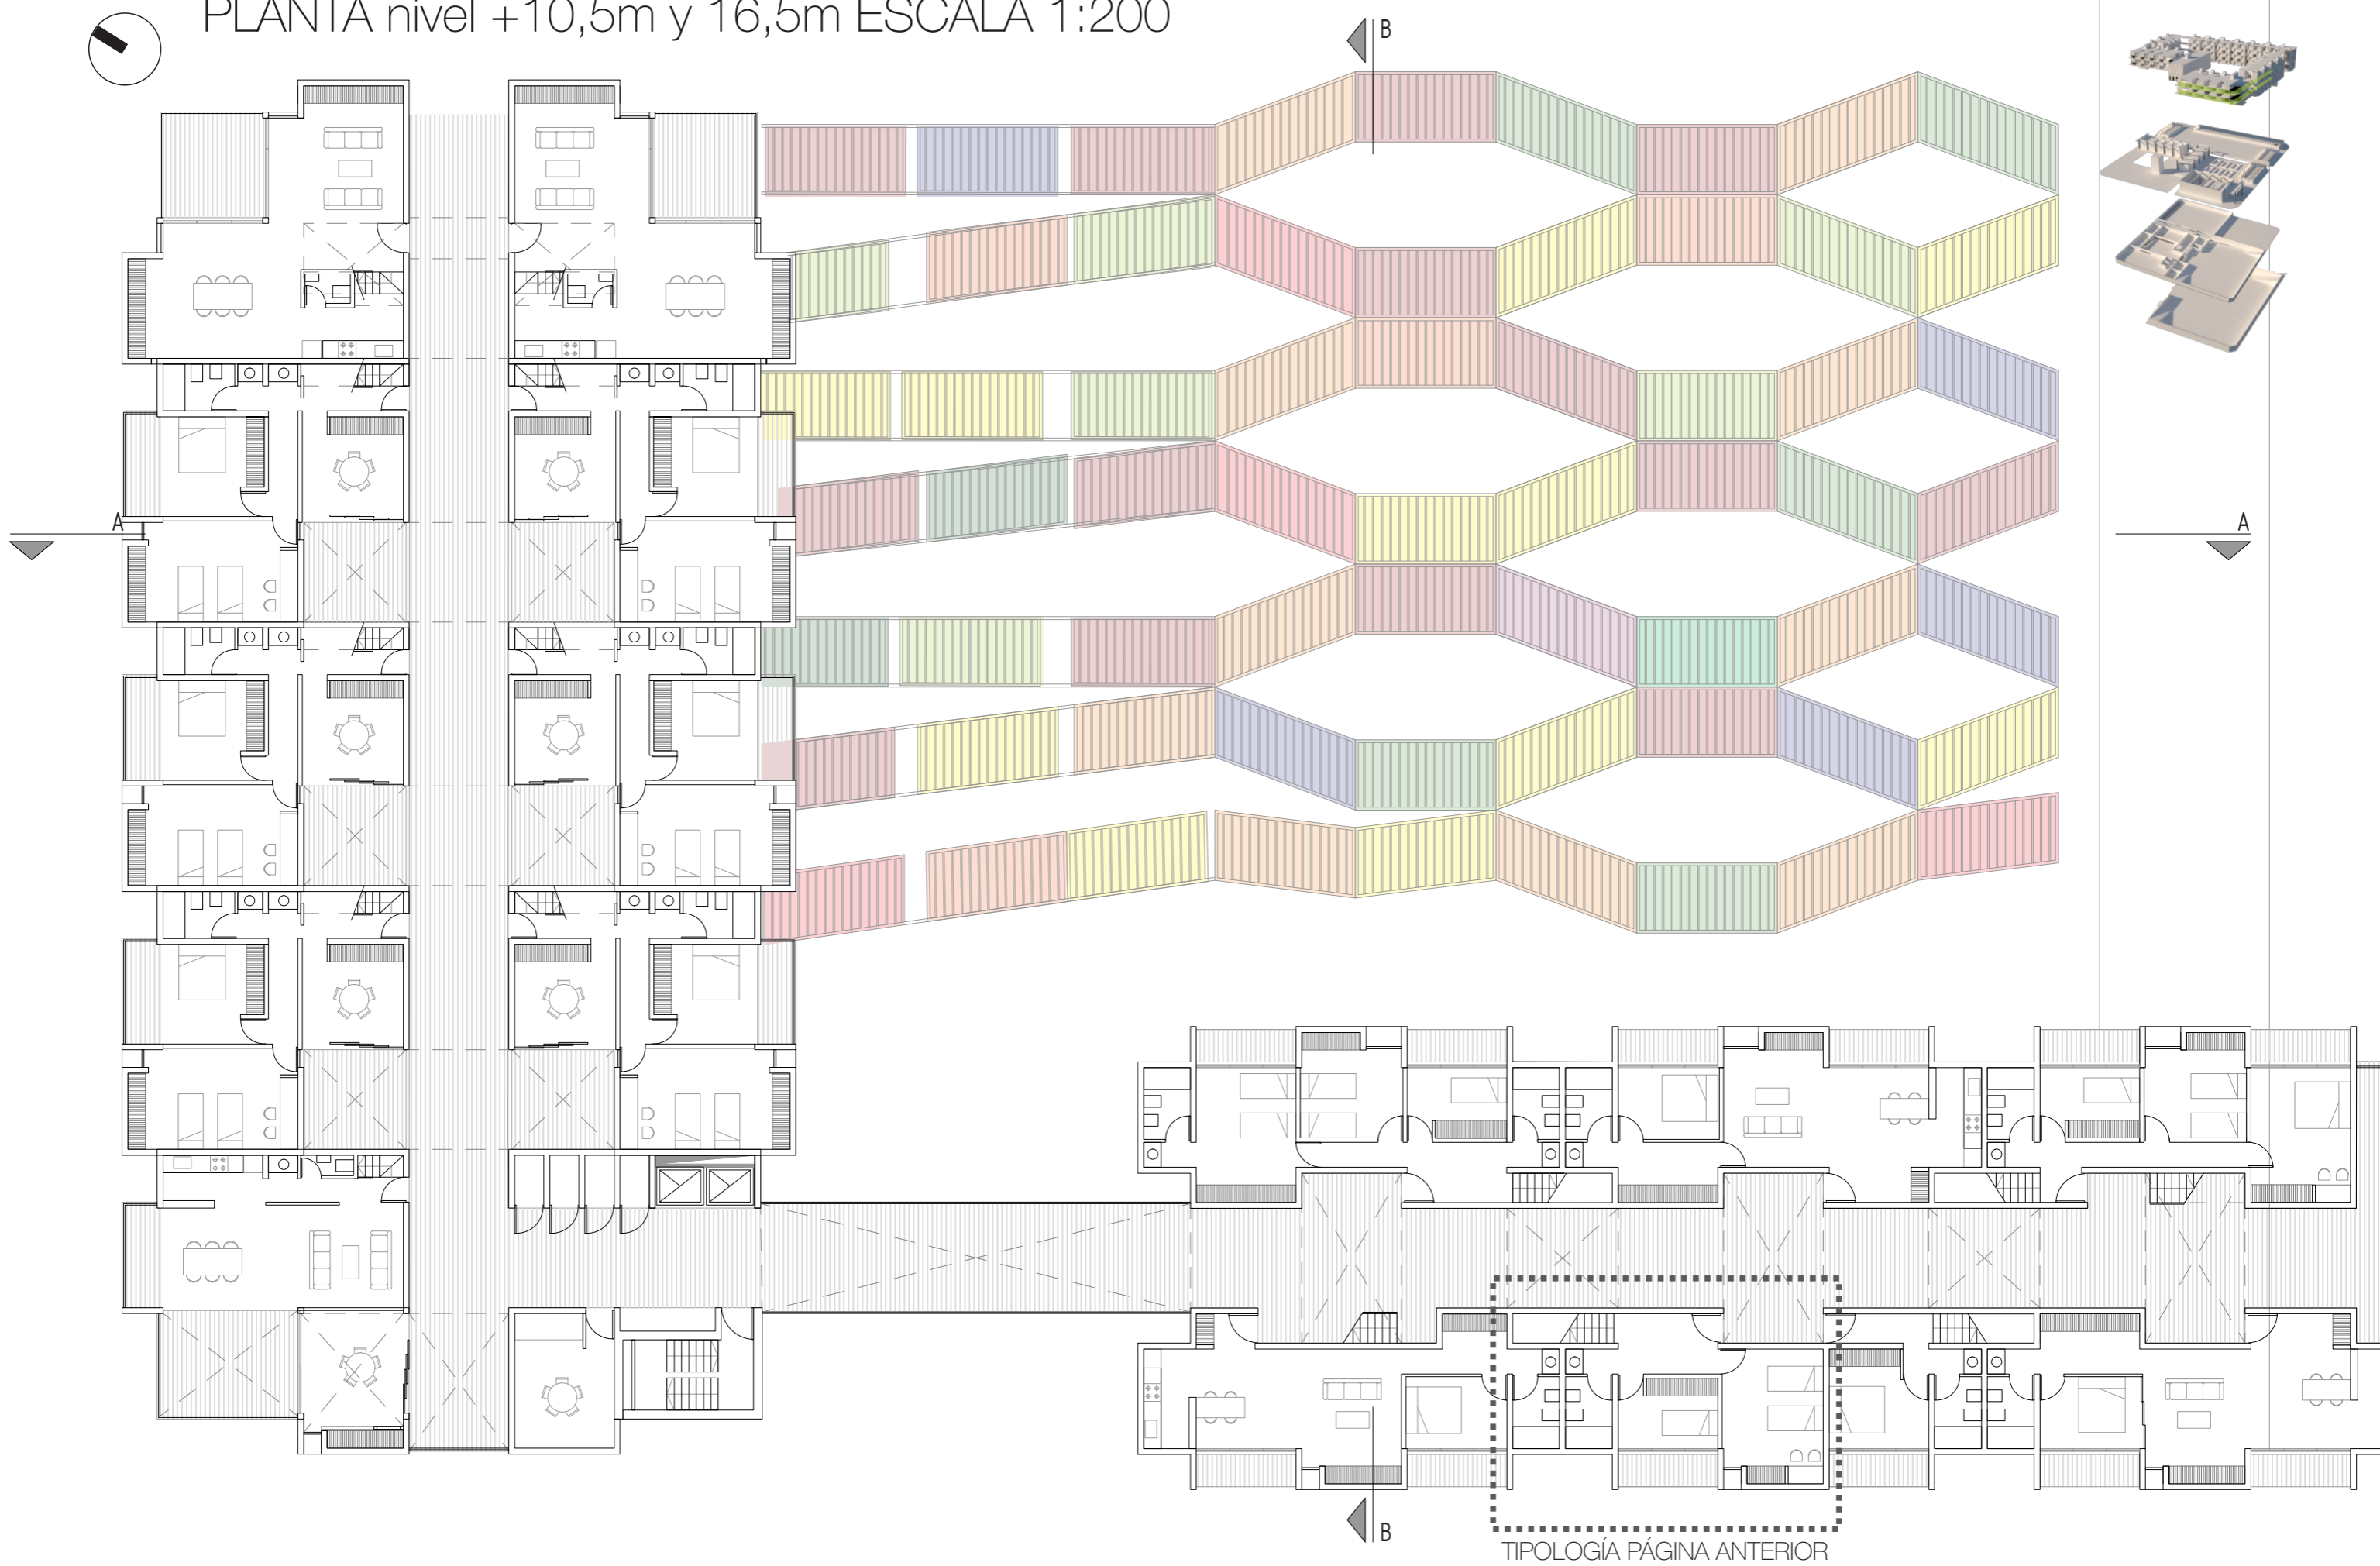 PLANTA nivel +10,5m y 16,5m ESCALA 1:200
B
A
A
B
TIPOLOGÍA PÁGINA ANTERIOR